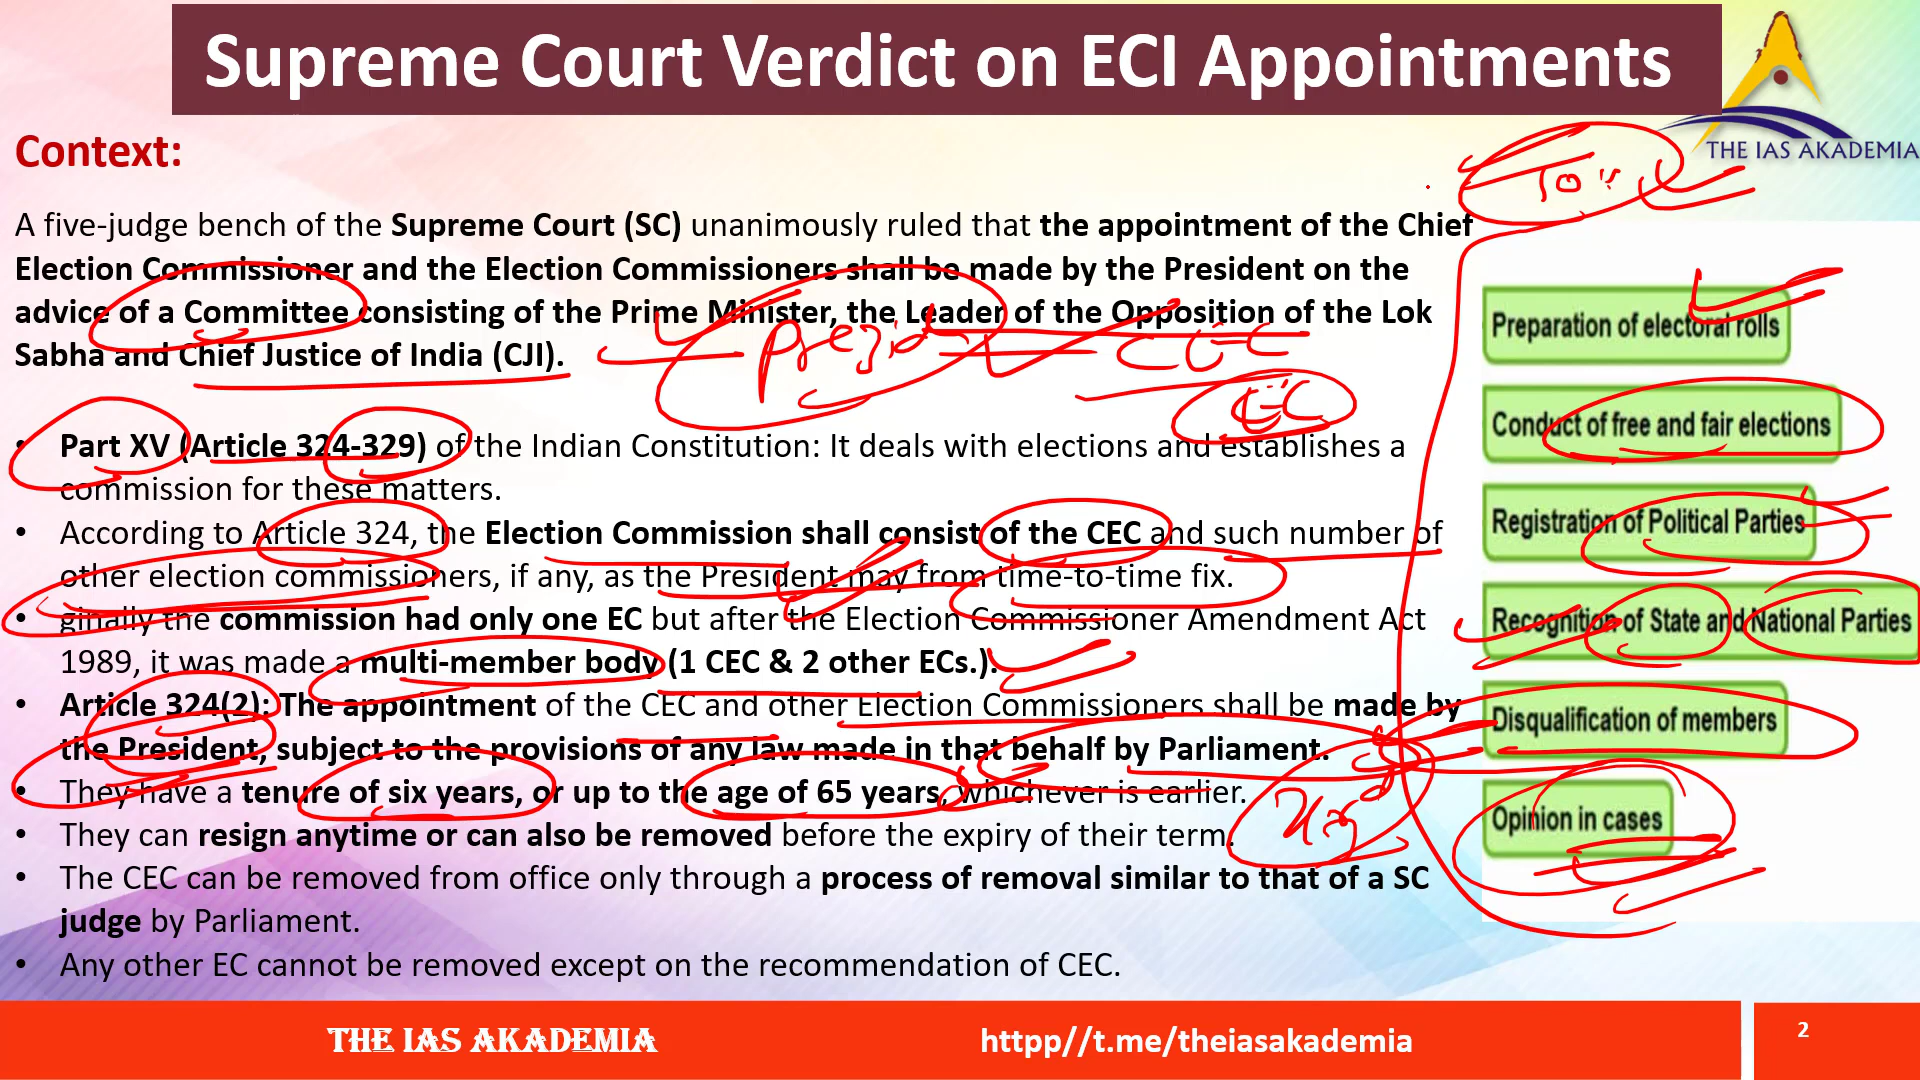 Supreme Court Verdict on ECI Appointments
THE IAS AKADEMIA
Context:
A five-judge bench of the Supreme Court (SC) unanimously ruled that the appointment of the Chief
Election Commissioner and the Election Commissioners shall be made by the President on the
advice of a Committee consisting of the Prime Minister, the Leader of the Opposition of the Lok
Sabha and Chief Justice of India (CJI).
CEC
EC
• Part XV (Article 324-329) of the Indian Constitution: It deals with elections and establishes a
commission for these matters.
• According to Article 324, the Election Commission shall consist of the CEC and such number of
other election commissioners, if any, as the President may from time-to-time fix.
• ginally the commission had only one EC but after the Election Commissioner Amendment Act
1989, it was made a multi-member body (1 CEC & 2 other ECs.).
• Article 324(2): The appointment of the CEC and other Election Commissioners shall be made by
the President, subject to the provisions of any law made in that behalf by Parliament.
• They have a tenure of six years, or up to the age of 65 years, whichever is earlier.
• They can resign anytime or can also be removed before the expiry of their term.
• The CEC can be removed from office only through a process of removal similar to that of a SC
judge by Parliament.
• Any other EC cannot be removed except on the recommendation of CEC.
Preparation of electoral rolls
Conduct of free and fair elections
Registration of Political Parties
Recognition of State and National Parties
Disqualification of members
Opinion in cases
THE IAS AKADEMIA
httpp//t.me/theiasakademia
2